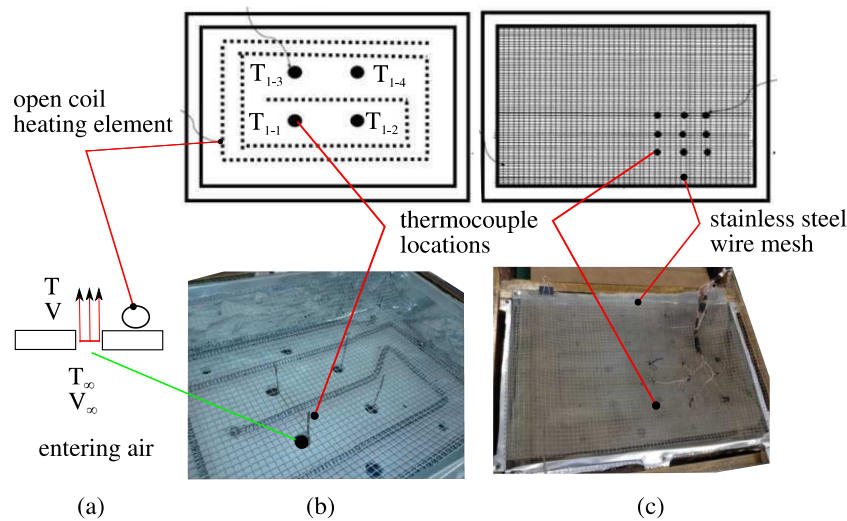 T₁₋₃
T₁₋₄
T₁₋₁
T₁₋₂
open coil
heating element
thermocouple
locations
stainless steel
wire mesh
T
V
T∞
V∞
entering air
(a)
(b)
(c)